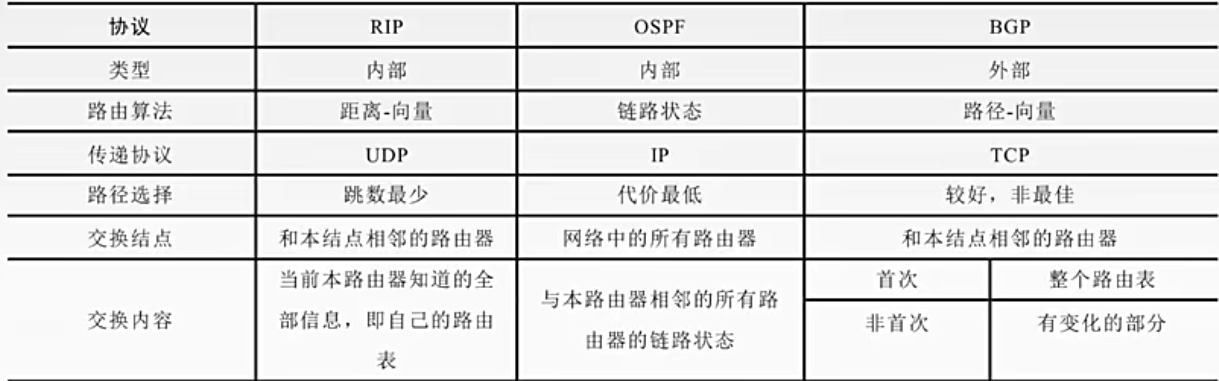 协议 RIP OSPF BGP
类型 内部 内部 外部
路由算法 距离-向量 链路状态 路径-向量
传递协议 UDP IP TCP
路径选择 跳数最少 代价最低 较好，非最佳
交换结点 和本结点相邻的路由器 网络中的所有路由器 和本结点相邻的路由器
交换内容
当前本路由器知道的全
部信息，即自己的路由
表
与本路由器相邻的所有路
由器的链路状态
首次 整个路由表
非首次 有变化的部分